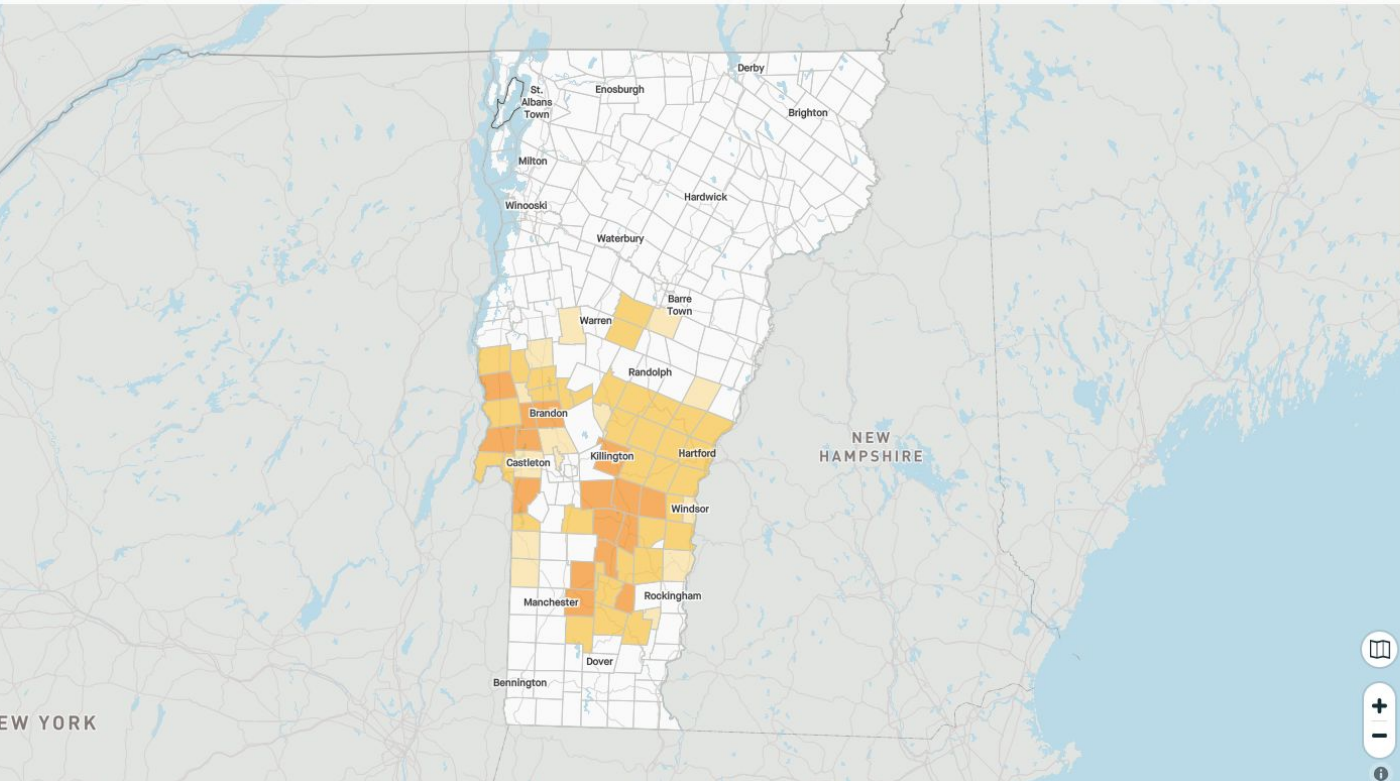 Derby
St.
Albans
Town
Enosburgh
Brighton
Milton
Hardwick
Winooski
Waterbury
Barre
Town
Warren
Randolph
Brandon
NEW
HAMPSHIRE
Killington
Hartford
Castleton
Windsor
Manchester
Rockingham
Dover
Bennington
EW YORK
+
−
i